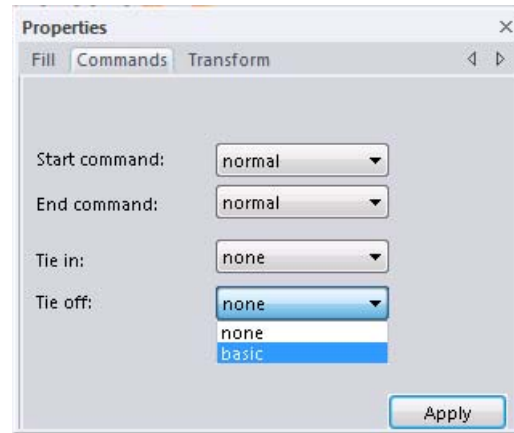 Properties
Fill Commands Transform
Start command: normal
End command: normal
Tie in: none
Tie off: none
none
basic
Apply